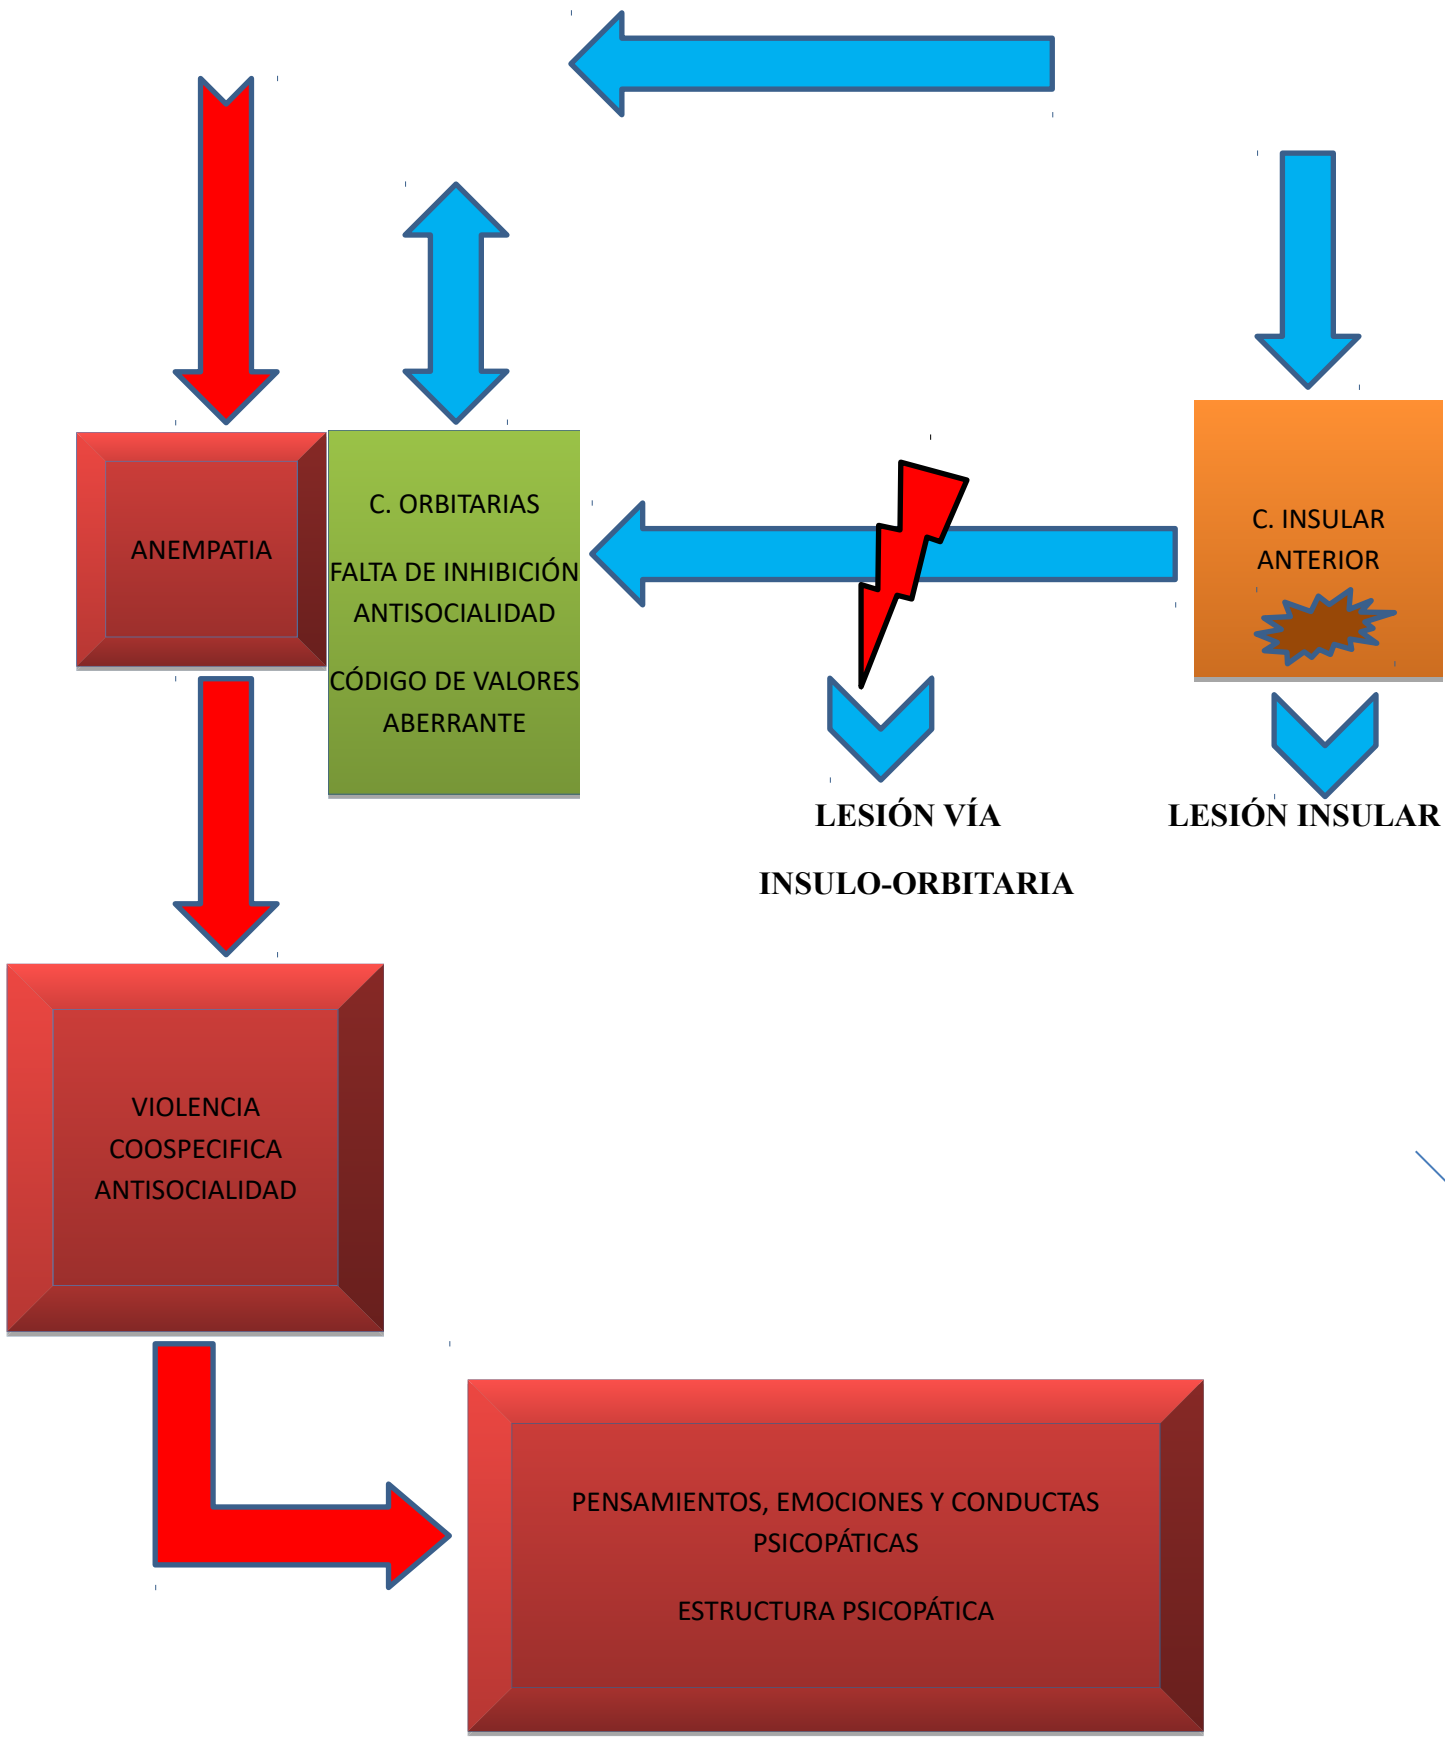 ANEMPATIA
C. ORBITARIAS
FALTA DE INHIBICIÓN
ANTISOCIALIDAD
CÓDIGO DE VALORES
ABERRANTE
C. INSULAR
ANTERIOR
LESIÓN VÍA
INSULO-ORBITARIA
LESIÓN INSULAR
VIOLENCIA
COOSPECIFICA
ANTISOCIALIDAD
PENSAMIENTOS, EMOCIONES Y CONDUCTAS
PSICOPÁTICAS
ESTRUCTURA PSICOPÁTICA